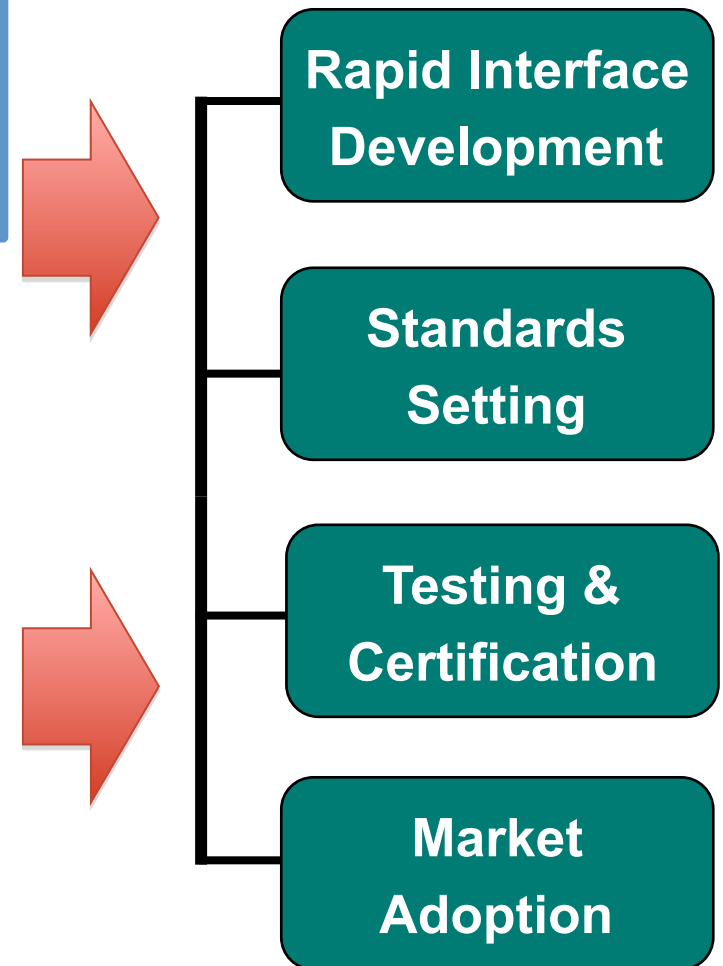 Rapid Interface
Development
Standards
Setting
Testing &
Certification
Market
Adoption